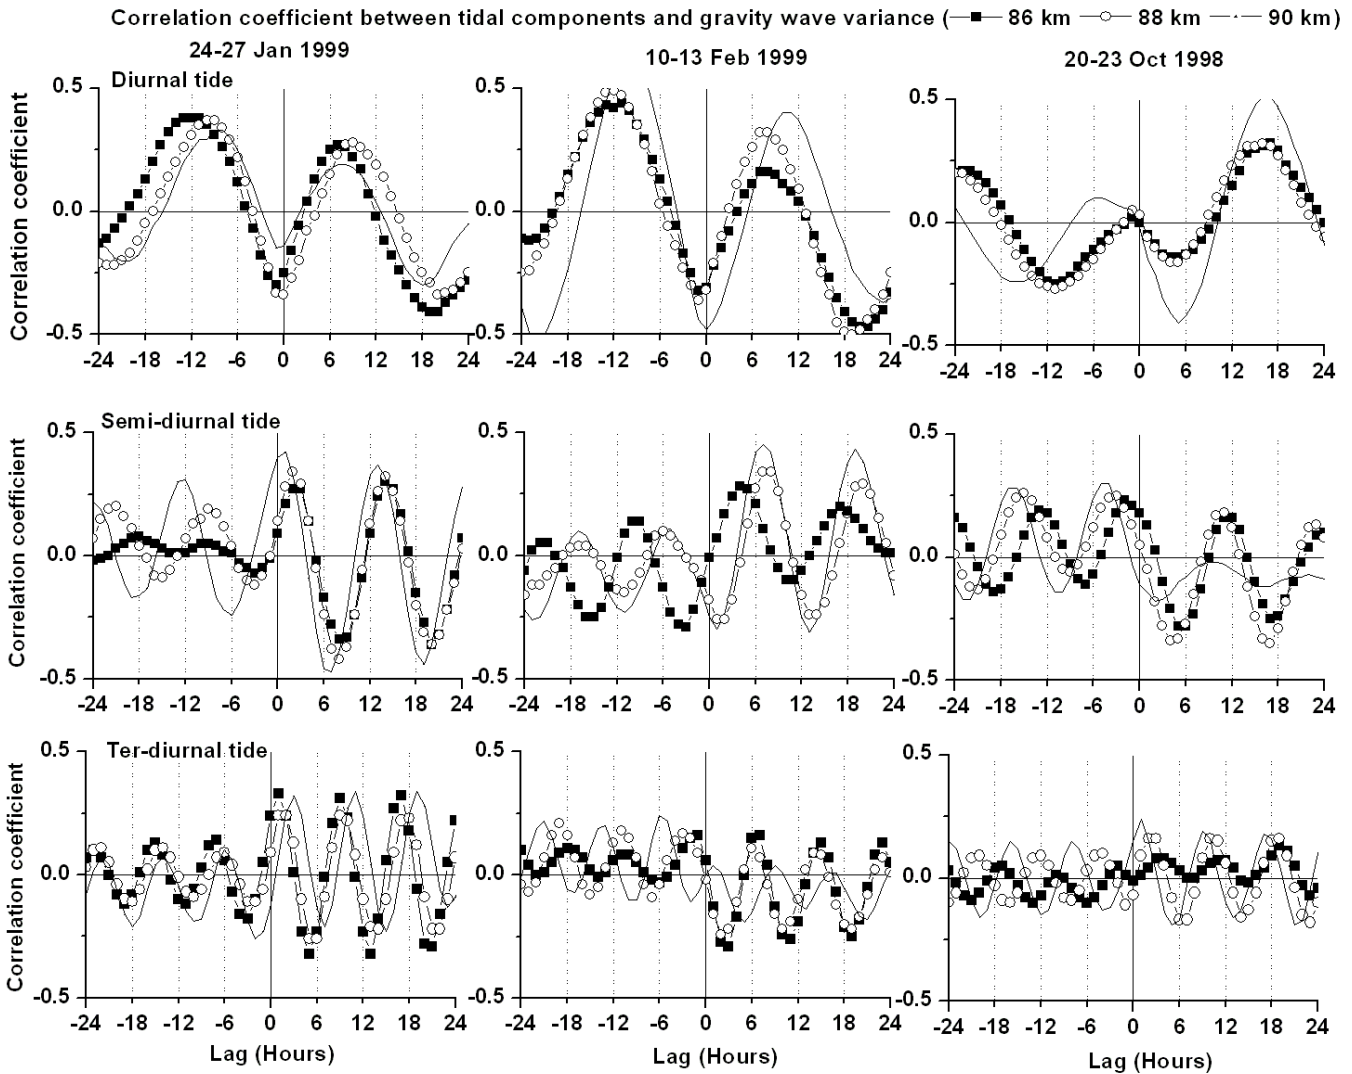 Correlation coefficient between tidal components and gravity wave variance ( 86 km 88 km 90 km)
24-27 Jan 1999 10-13 Feb 1999 20-23 Oct 1998
Diurnal tide
Correlation coefficient
0.5 0.5 0.5
0.0 0.0 0.0
-0.5 -0.5 -0.5
-24 -18 -12 -6 0 6 12 18 24 -24 -18 -12 -6 0 6 12 18 24 -24 -18 -12 -6 0 6 12 18 24
Semi-diurnal tide
Correlation coefficient
0.5 0.5 0.5
0.0 0.0 0.0
-0.5 -0.5 -0.5
-24 -18 -12 -6 0 6 12 18 24 -24 -18 -12 -6 0 6 12 18 24 -24 -18 -12 -6 0 6 12 18 24
Ter-diurnal tide
Correlation coefficient
0.5 0.5 0.5
0.0 0.0 0.0
-0.5 -0.5 -0.5
-24 -18 -12 -6 0 6 12 18 24 -24 -18 -12 -6 0 6 12 18 24 -24 -18 -12 -6 0 6 12 18 24
Lag (Hours) Lag (Hours) Lag (Hours)